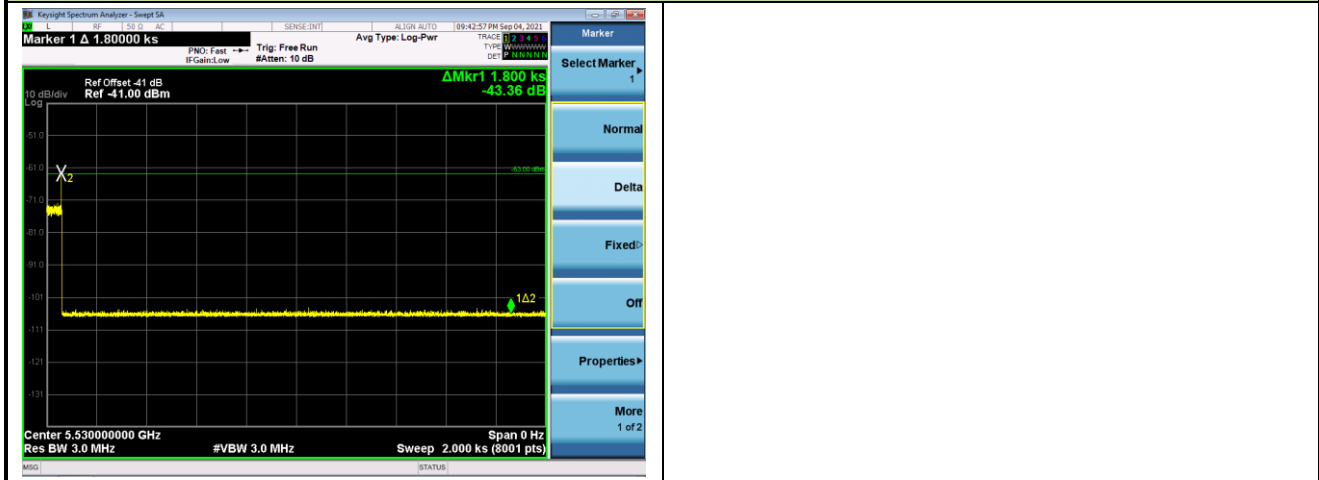 Keysight Spectrum Analyzer - Swept SA
L RF 50 Ω AC SENSE:INT ALIGN AUTO 09:42:57 PM Sep 04, 2021
Marker 1 Δ 1.80000 ks
PNO: Fast
IFGain:Low
Trig: Free Run
#Atten: 10 dB
Avg Type: Log-Pwr
TRACE 1 2 3 4 5 6
TYPE WWWWWW
DET P N N N N N
ΔMkr1 1.800 ks
-43.36 dB
Ref Offset -41 dB
10 dB/div Ref -41.00 dBm
Log
-51.0
-61.0
-63.00 dBm
X2
-71.0
-81.0
-91.0
-101
1Δ2
-111
-121
-131
Center 5.530000000 GHz Span 0 Hz
Res BW 3.0 MHz #VBW 3.0 MHz Sweep 2.000 ks (8001 pts)
MSG STATUS
Marker
Select Marker
1
Normal
Delta
Fixed
Off
Properties
More
1 of 2